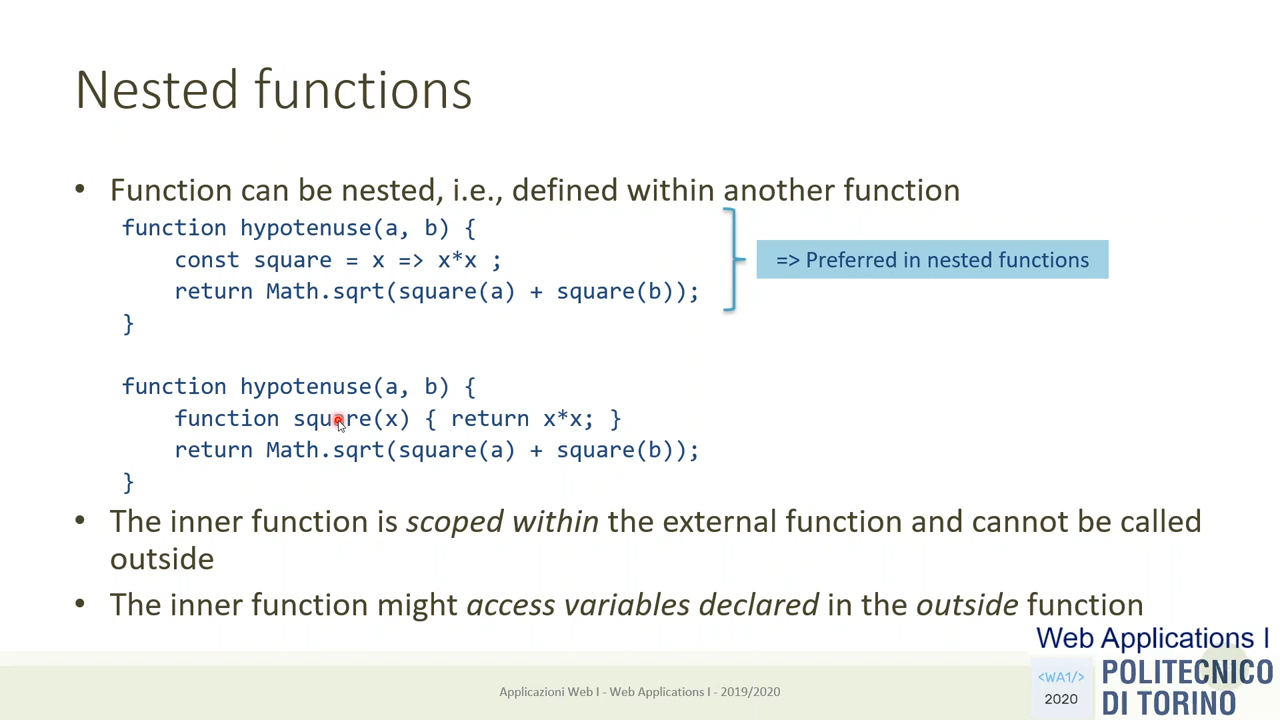 Nested functions
• Function can be nested, i.e., defined within another function
function hypotenuse(a, b) {
const square = x => x*x ;
return Math.sqrt(square(a) + square(b));
}
=> Preferred in nested functions
function hypotenuse(a, b) {
function square(x) { return x*x; }
return Math.sqrt(square(a) + square(b));
}
• The inner function is scoped within the external function and cannot be called
outside
• The inner function might access variables declared in the outside function
Web Applications I
<WA1/>
2020
POLITECNICO
DI TORINO
Applicazioni Web I - Web Applications I - 2019/2020